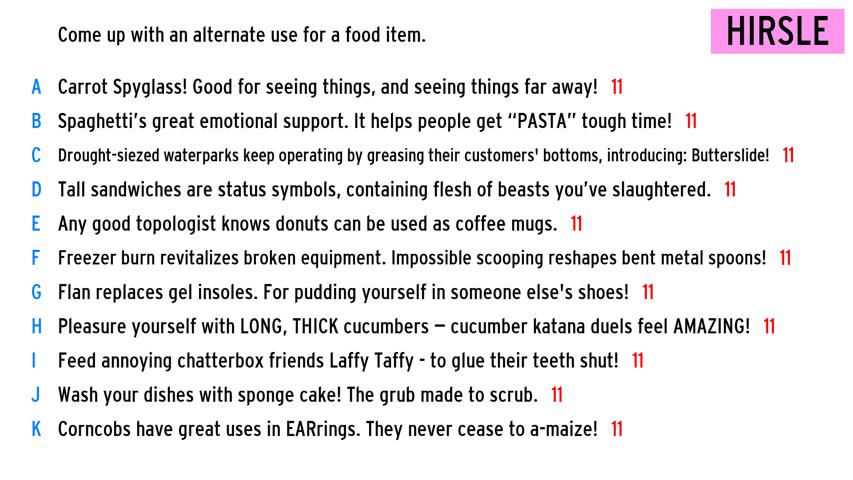 HIRSLE
Come up with an alternate use for a food item.
A Carrot Spyglass! Good for seeing things, and seeing things far away! 11
B Spaghetti’s great emotional support. It helps people get “PASTA” tough time! 11
C Drought-siezed waterparks keep operating by greasing their customers' bottoms, introducing: Butterslide! 11
D Tall sandwiches are status symbols, containing flesh of beasts you’ve slaughtered. 11
E Any good topologist knows donuts can be used as coffee mugs. 11
F Freezer burn revitalizes broken equipment. Impossible scooping reshapes bent metal spoons! 11
G Flan replaces gel insoles. For pudding yourself in someone else's shoes! 11
H Pleasure yourself with LONG, THICK cucumbers – cucumber katana duels feel AMAZING! 11
I Feed annoying chatterbox friends Laffy Taffy - to glue their teeth shut! 11
J Wash your dishes with sponge cake! The grub made to scrub. 11
K Corncobs have great uses in EARrings. They never cease to a-maize! 11